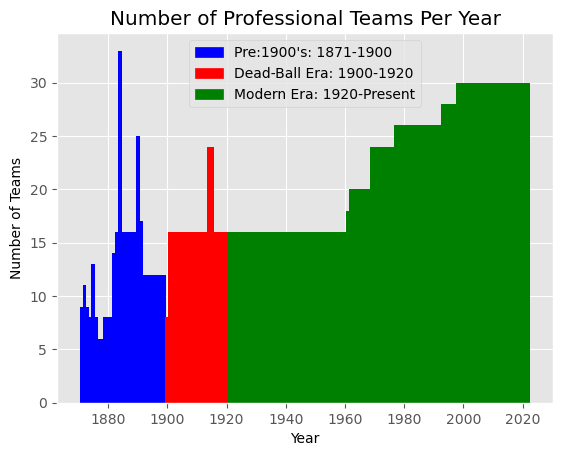 Number of Professional Teams Per Year
Pre:1900's: 1871-1900
Dead-Ball Era: 1900-1920
Modern Era: 1920-Present
Number of Teams
30
25
20
15
10
5
0
1880 1900 1920 1940 1960 1980 2000 2020
Year